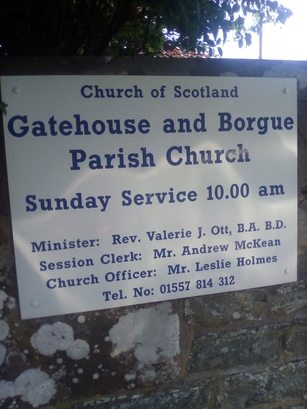 Church of Scotland
Gatehouse and Borgue
Parish Church
Sunday Service 10.00 am
Minister: Rev. Valerie J. Ott, B.A. B.D.
Session Clerk: Mr. Andrew McKean
Church Officer: Mr. Leslie Holmes
Tel. No: 01557 814 312